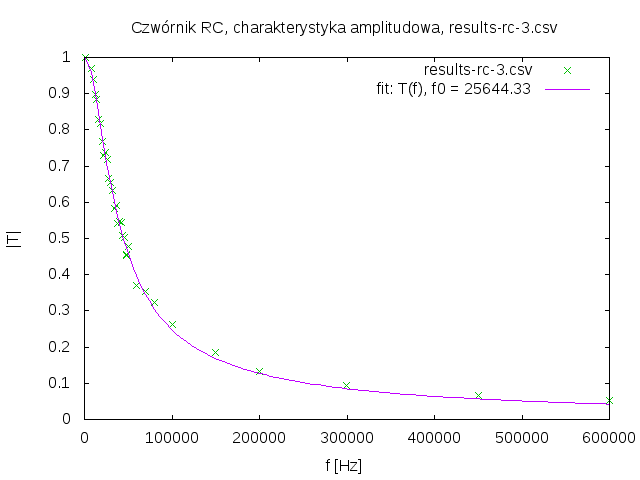 Czwórnik RC, charakterystyka amplitudowa, results-rc-3.csv
results-rc-3.csv
fit: T(f), f0 = 25644.33
1
0.9
0.8
0.7
0.6
0.5
0.4
0.3
0.2
0.1
0
|T|
0 100000 200000 300000 400000 500000 600000
f [Hz]